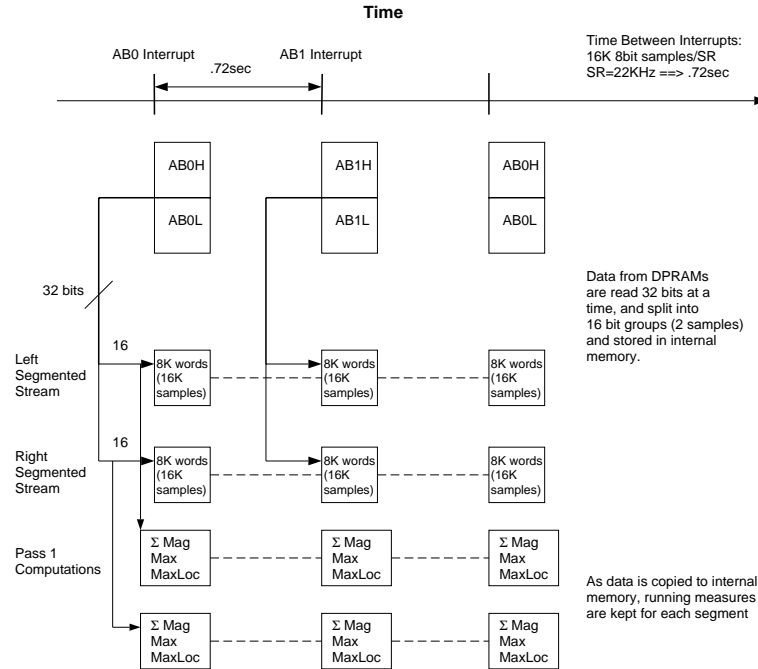 Time
AB0 Interrupt
AB1 Interrupt
.72sec
Time Between Interrupts:
16K 8bit samples/SR
SR=22KHz ==> .72sec
AB0H
AB1H
AB0H
AB0L
AB1L
AB0L
32 bits
Data from DPRAMs
are read 32 bits at a
time, and split into
16 bit groups (2 samples)
and stored in internal
memory.
16
Left
Segmented
Stream
8K words
(16K
samples)
8K words
(16K
samples)
8K words
(16K
samples)
16
Right
Segmented
Stream
8K words
(16K
samples)
8K words
(16K
samples)
8K words
(16K
samples)
Pass 1
Computations
Σ Mag
Max
MaxLoc
Σ Mag
Max
MaxLoc
Σ Mag
Max
MaxLoc
As data is copied to internal
memory, running measures
are kept for each segment
Σ Mag
Max
MaxLoc
Σ Mag
Max
MaxLoc
Σ Mag
Max
MaxLoc